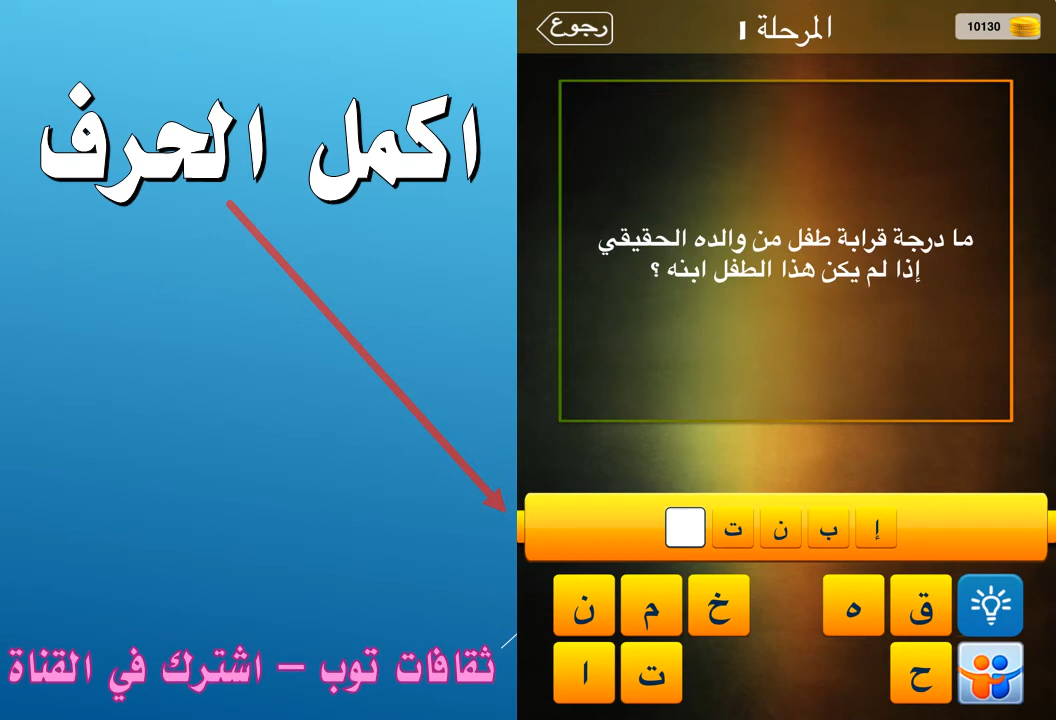 اكمل الحرف
ثقافات توب – اشترك في القناة
رجوع
المرحلة 1
10130
ما درجة قرابة طفل من والده الحقيقي
إذا لم يكن هذا الطفل ابنه ؟
إ ب ن ت
ق ه خ م ن
ح ت ا